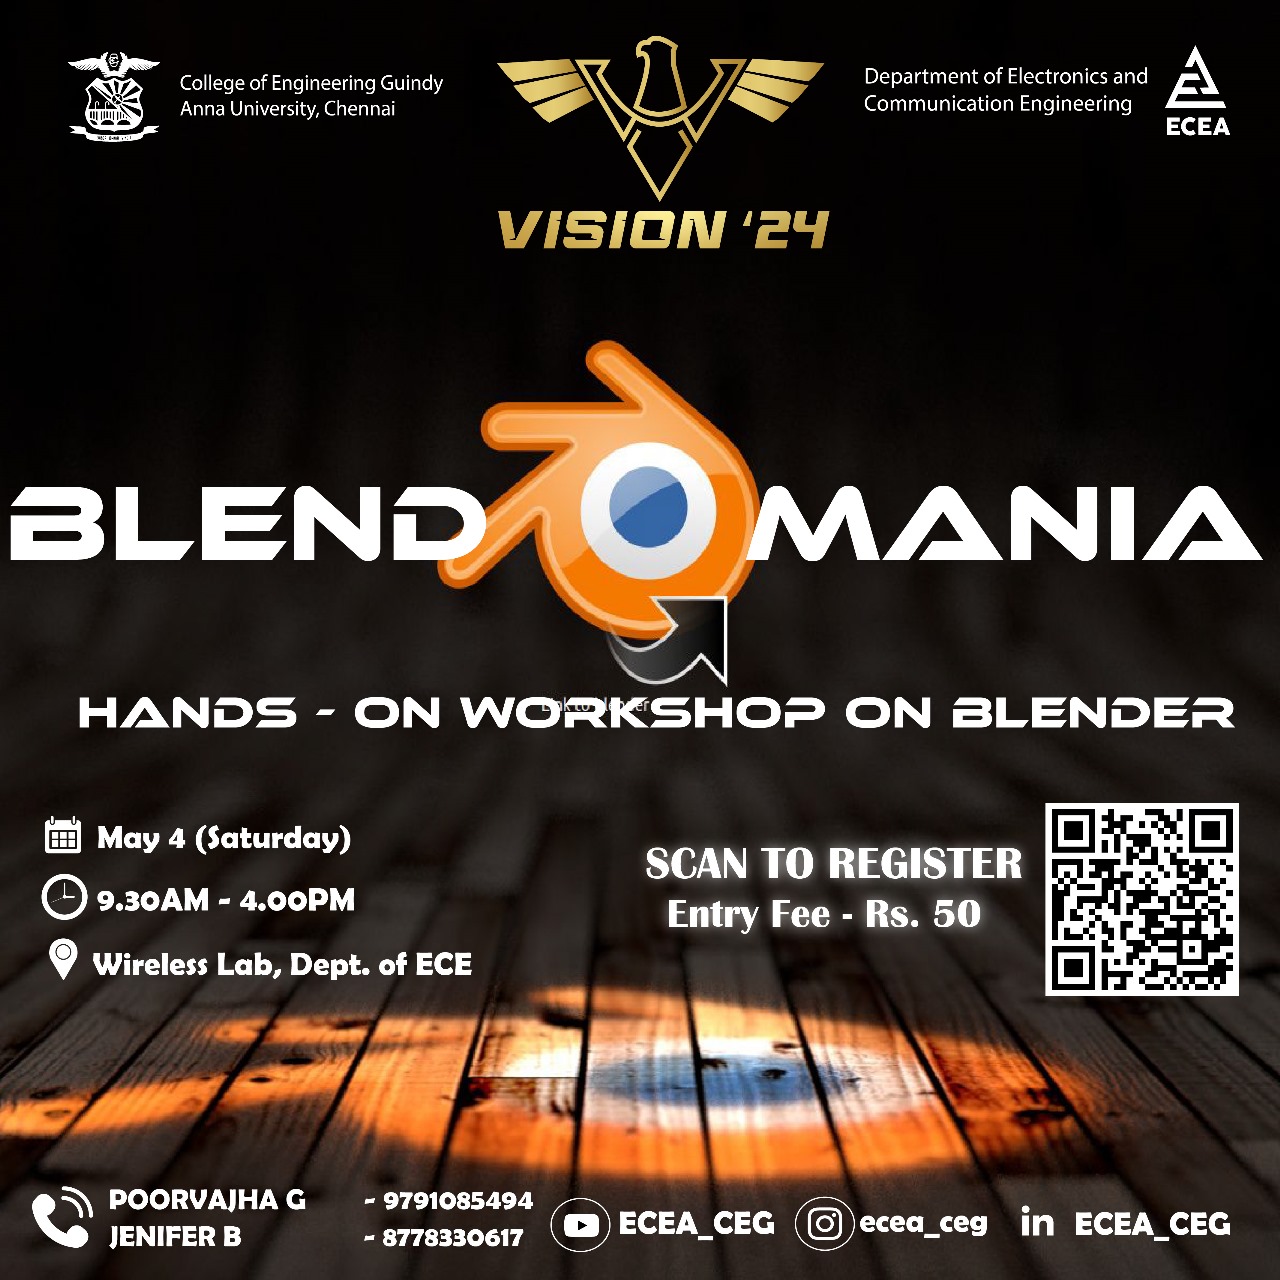 College of Engineering Guindy
Anna University, Chennai
Department of Electronics and
Communication Engineering
ECEA
VISION '24
BLEND MANIA
HANDS - ON WORKSHOP ON BLENDER
May 4 (Saturday)
9.30AM - 4.00PM
Wireless Lab, Dept. of ECE
SCAN TO REGISTER
Entry Fee - Rs. 50
POORVAJHA G - 9791085494
JENIFER B - 8778330617
ECEA_CEG
ecea_ceg
in ECEA_CEG